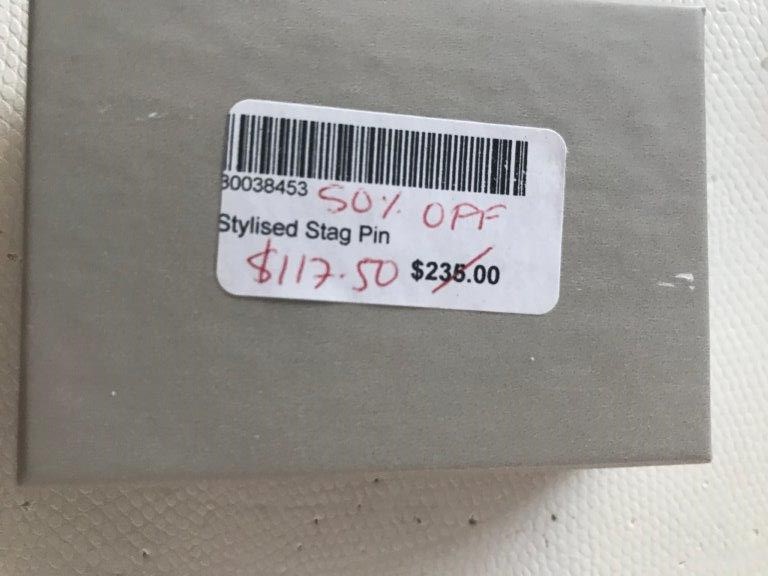 30038453 50% OFF
Stylised Stag Pin
$117.50 $235.00